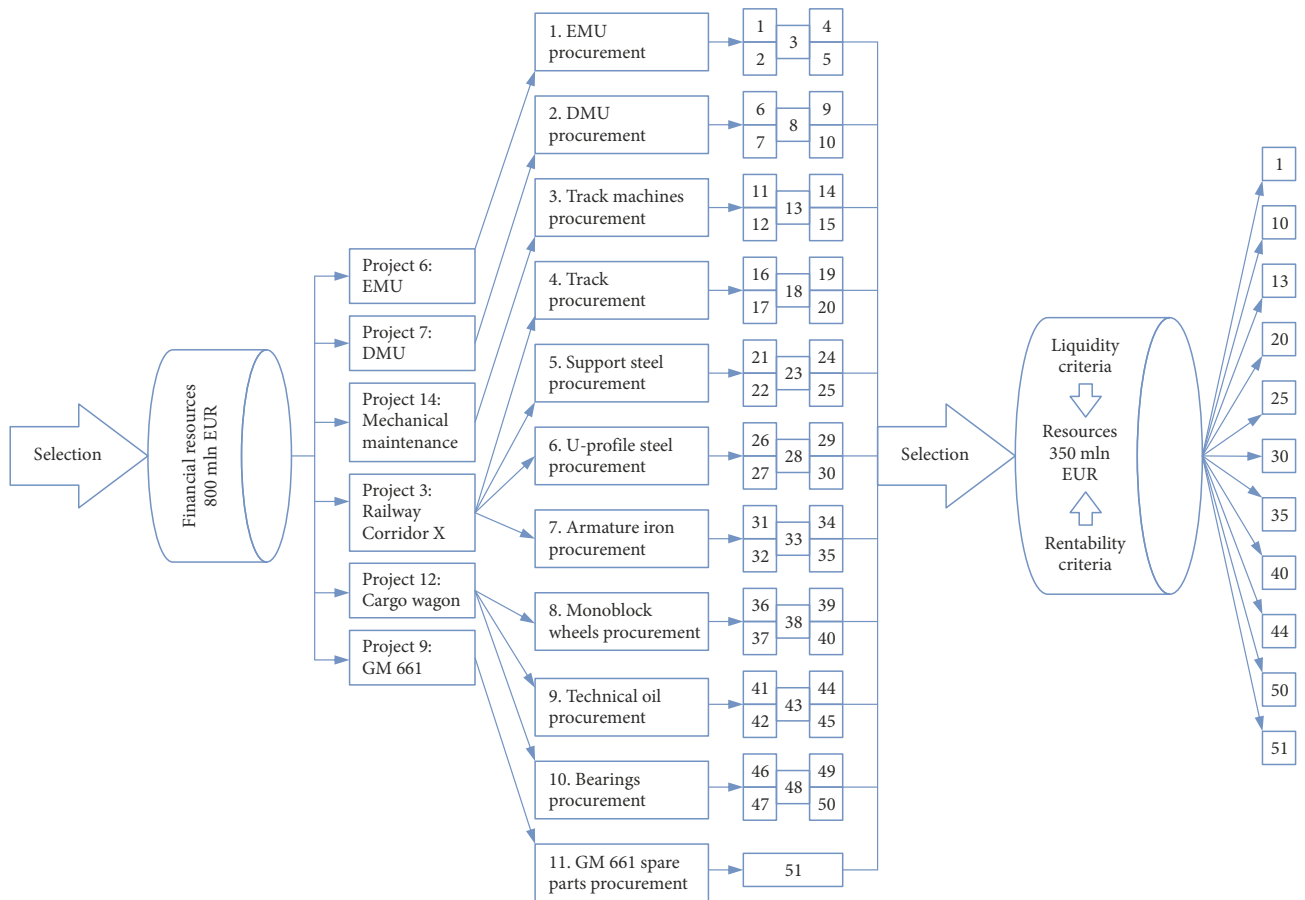 Selection
Financial resources
800 mln EUR
Project 6:
EMU
Project 7:
DMU
Project 14:
Mechanical
maintenance
Project 3:
Railway
Corridor X
Project 12:
Cargo wagon
Project 9:
GM 661
1. EMU
procurement
2. DMU
procurement
3. Track machines
procurement
4. Track
procurement
5. Support steel
procurement
6. U-profile steel
procurement
7. Armature iron
procurement
8. Monoblock
wheels procurement
9. Technical oil
procurement
10. Bearings
procurement
11. GM 661 spare
parts procurement
1
2
3
4
5
6
7
8
9
10
11
12
13
14
15
16
17
18
19
20
21
22
23
24
25
26
27
28
29
30
31
32
33
34
35
36
37
38
39
40
41
42
43
44
45
46
47
48
49
50
51
Selection
Liquidity
criteria
Resources
350 mln
EUR
Rentability
criteria
1
10
13
20
25
30
35
40
44
50
51